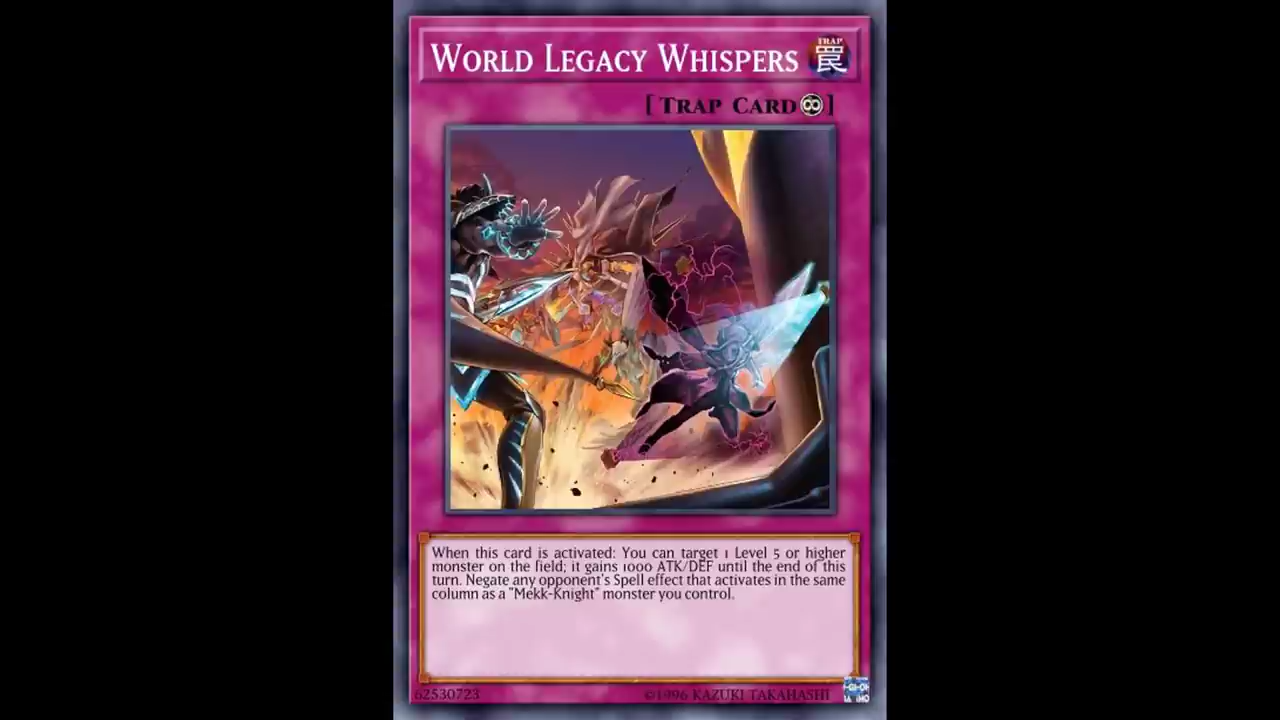 World Legacy Whispers
TRAP
罠
[Trap Card]
When this card is activated: You can target 1 Level 5 or higher
monster on the field; it gains 1000 ATK/DEF until the end of this
turn. Negate any opponent's Spell effect that activates in the same
column as a "Mekk-Knight" monster you control.
62530723
©1996 KAZUKI TAKAHASHI